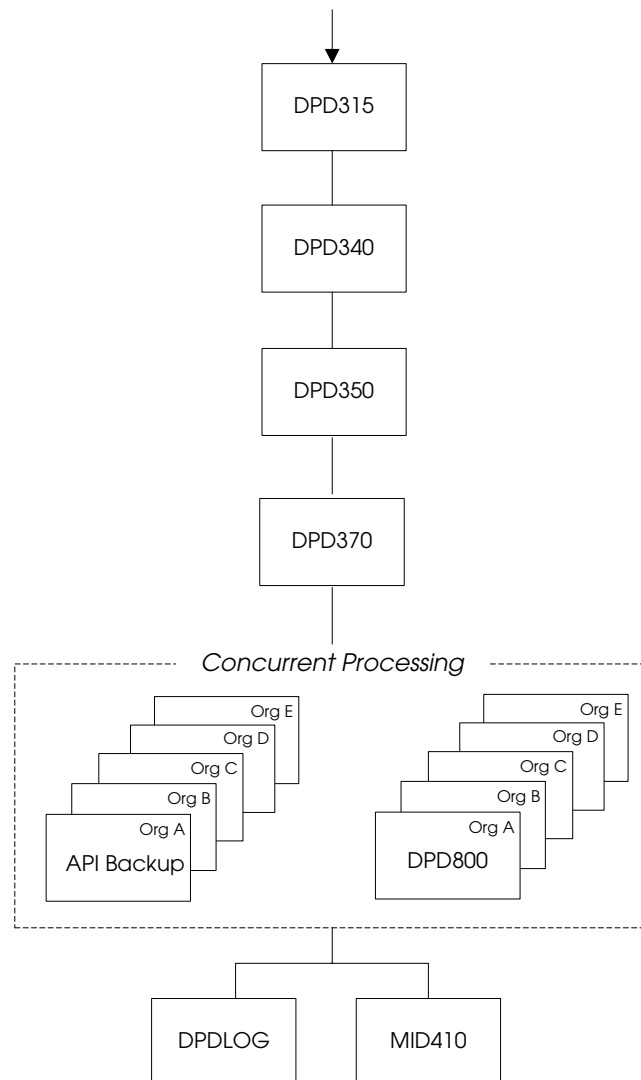 DPD315
DPD340
DPD350
DPD370
Concurrent Processing
Org E
Org D
Org C
Org B
Org A
API Backup
Org E
Org D
Org C
Org B
Org A
DPD800
DPDLOG
MID410